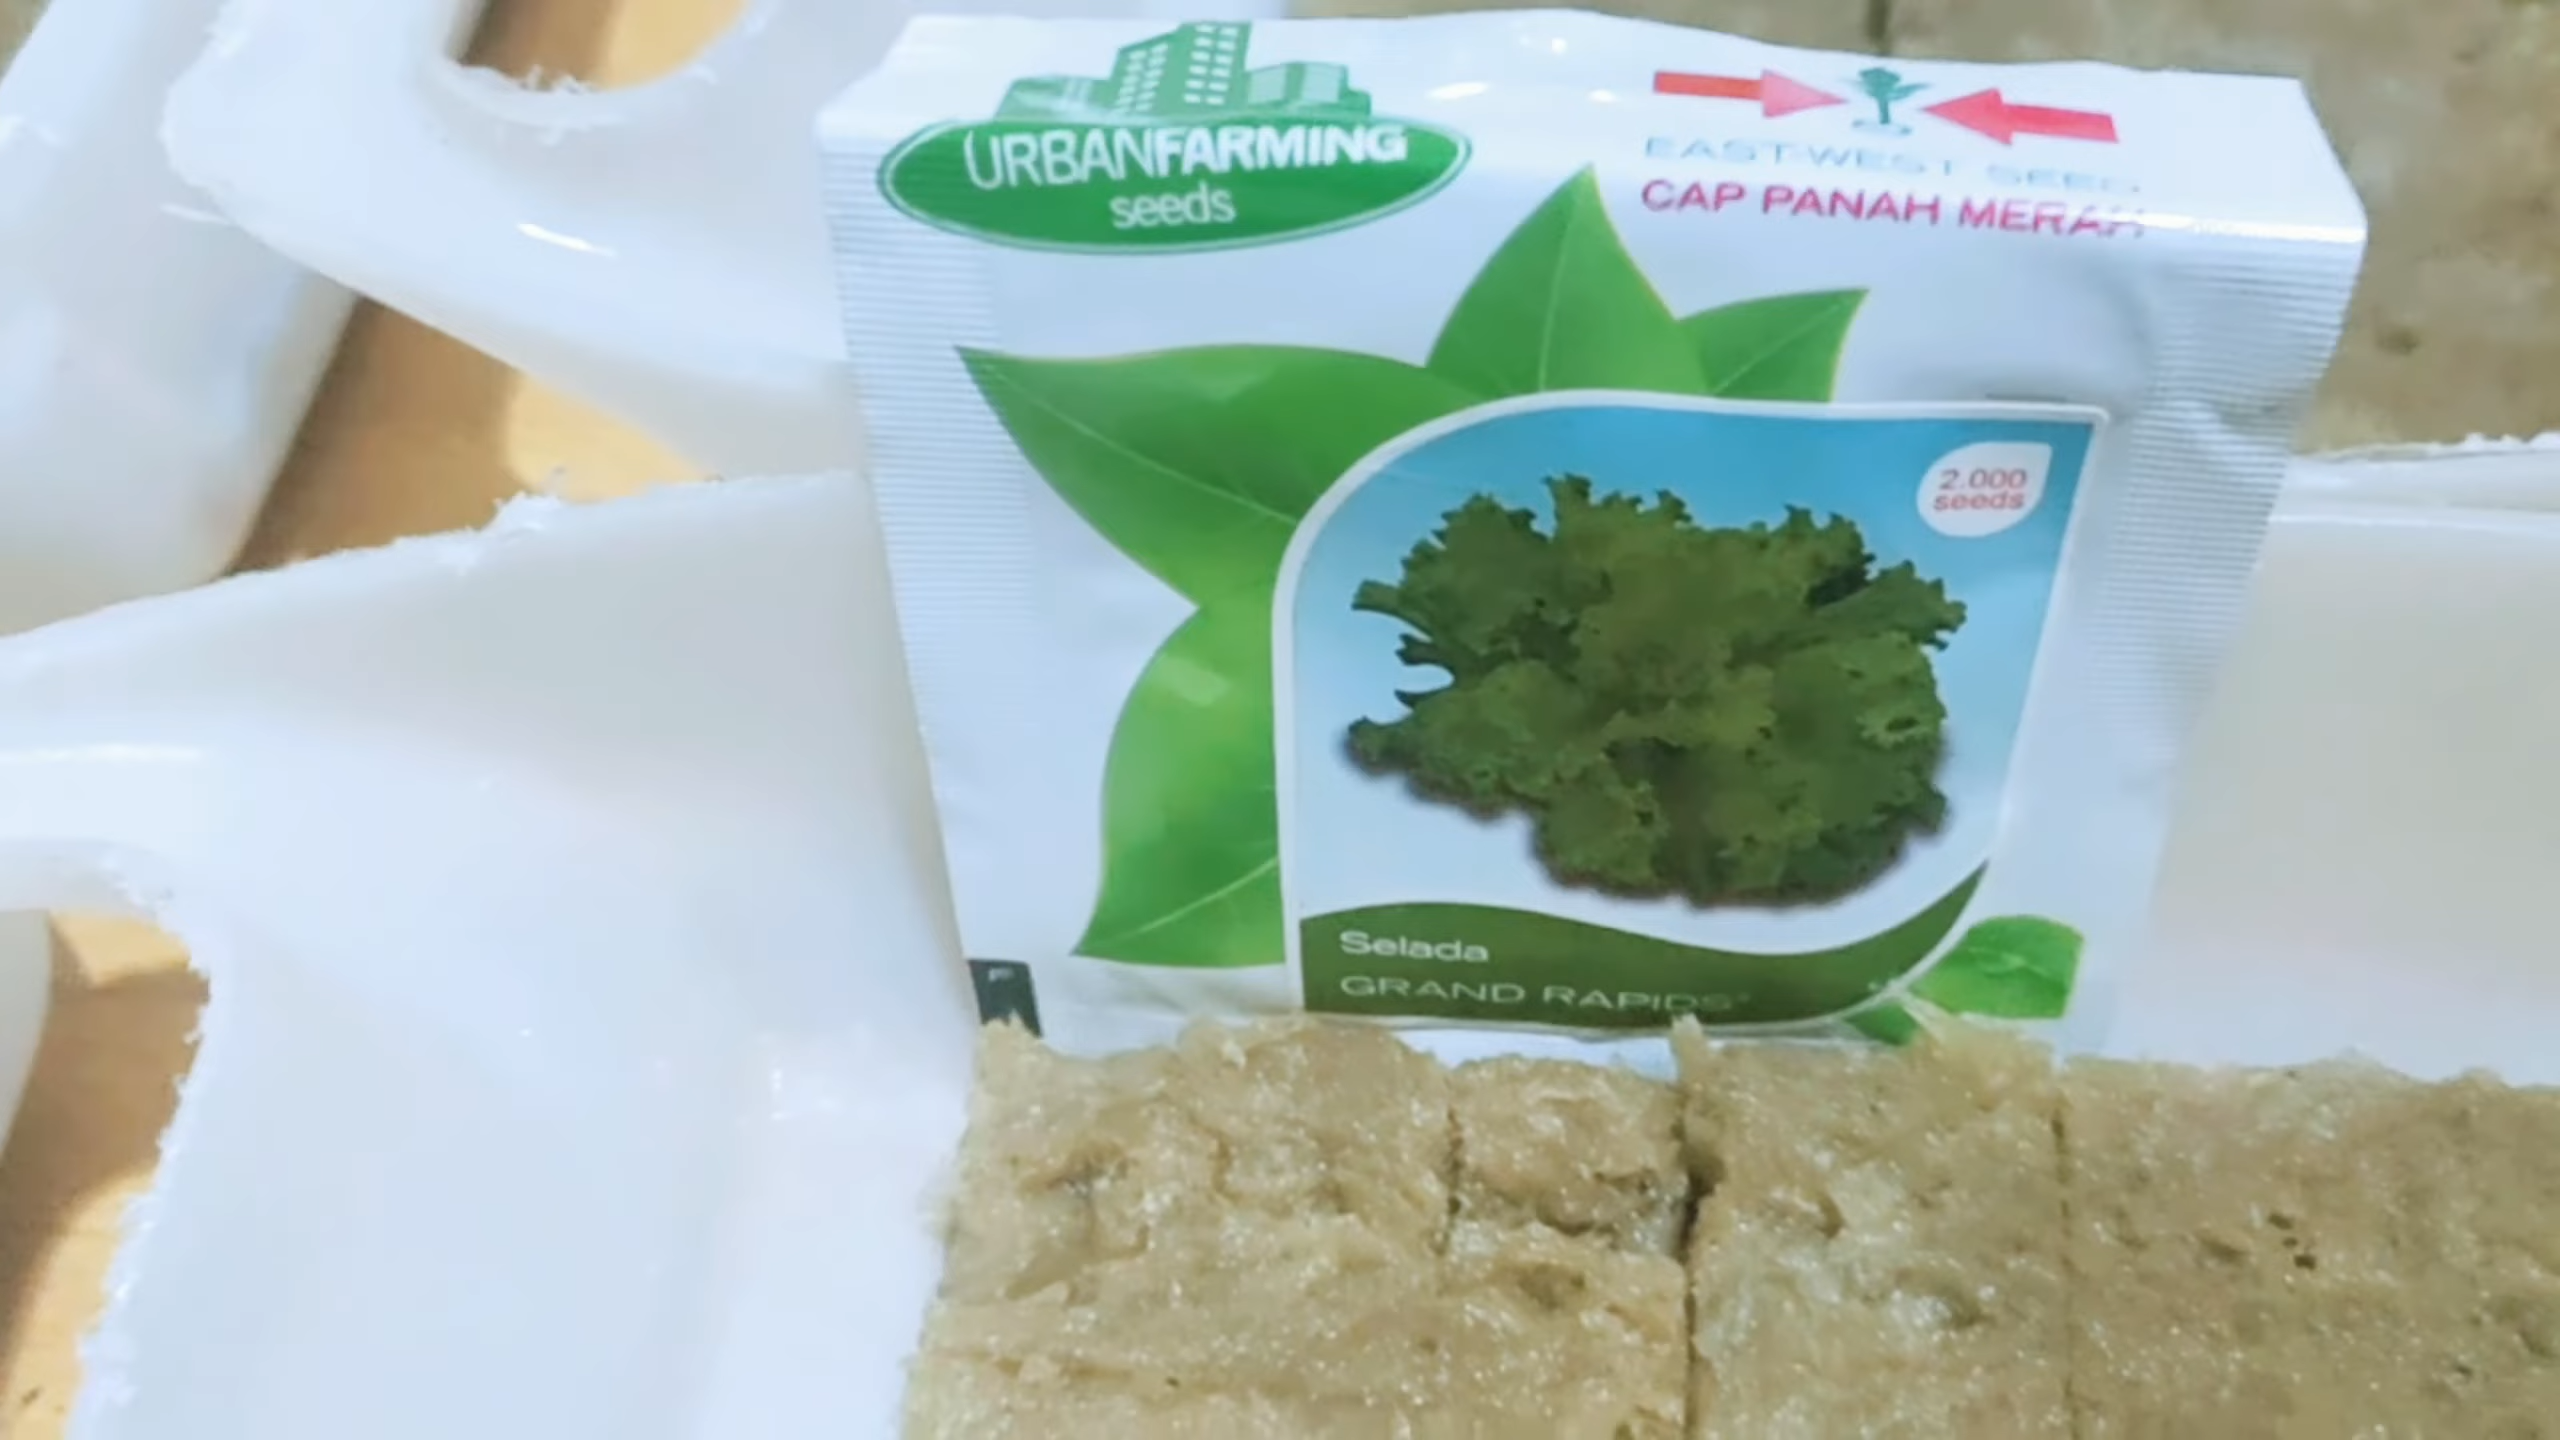 URBANFARMING
seeds
EAST-WEST SEED
CAP PANAH MERAH
2.000
seeds
Selada
GRAND RAPIDS